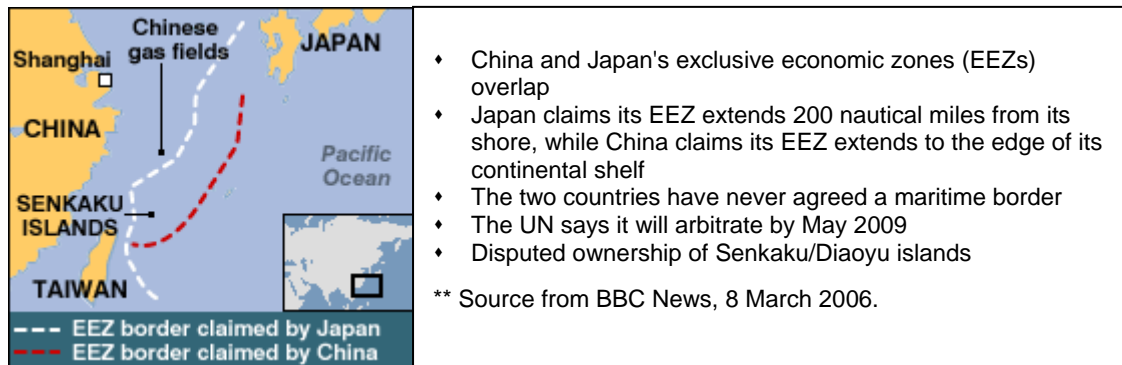 Chinese
gas fields
JAPAN
Shanghai
CHINA
Pacific
Ocean
SENKAKU
ISLANDS
TAIWAN
EEZ border claimed by Japan
EEZ border claimed by China
• China and Japan's exclusive economic zones (EEZs)
overlap
• Japan claims its EEZ extends 200 nautical miles from its
shore, while China claims its EEZ extends to the edge of its
continental shelf
• The two countries have never agreed a maritime border
• The UN says it will arbitrate by May 2009
• Disputed ownership of Senkaku/Diaoyu islands
** Source from BBC News, 8 March 2006.